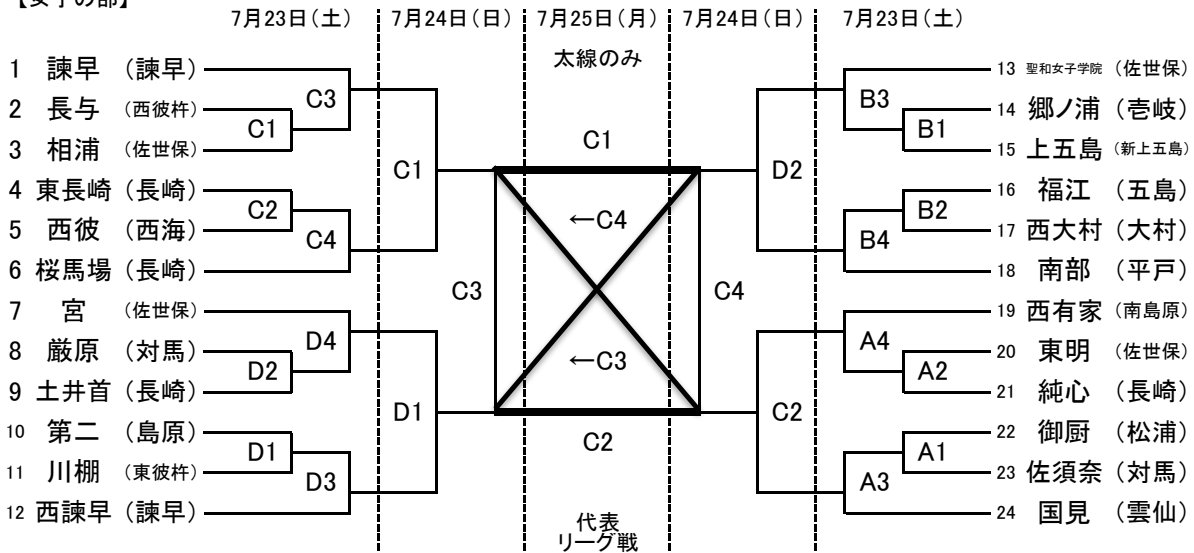 【女子の部】
7月23日(土) 7月24日(日) 7月25日(月) 7月24日(日) 7月23日(土)
太線のみ
1 諫早 (諫早)
2 長与 (西彼杵)
3 相浦 (佐世保)
4 東長崎 (長崎)
5 西彼 (西海)
6 桜馬場 (長崎)
7 宮 (佐世保)
8 厳原 (対馬)
9 土井首 (長崎)
10 第二 (島原)
11 川棚 (東彼杵)
12 西諫早 (諫早)
C3
C1
C2
C4
D4
D2
D1
D3
C1
D1
C1
←C4
C3
C4
←C3
C2
代表
リーグ戦
D2
C2
B3
B1
B2
B4
A4
A2
A1
A3
13 聖和女子学院 (佐世保)
14 郷ノ浦 (壱岐)
15 上五島 (新上五島)
16 福江 (五島)
17 西大村 (大村)
18 南部 (平戸)
19 西有家 (南島原)
20 東明 (佐世保)
21 純心 (長崎)
22 御厨 (松浦)
23 佐須奈 (対馬)
24 国見 (雲仙)